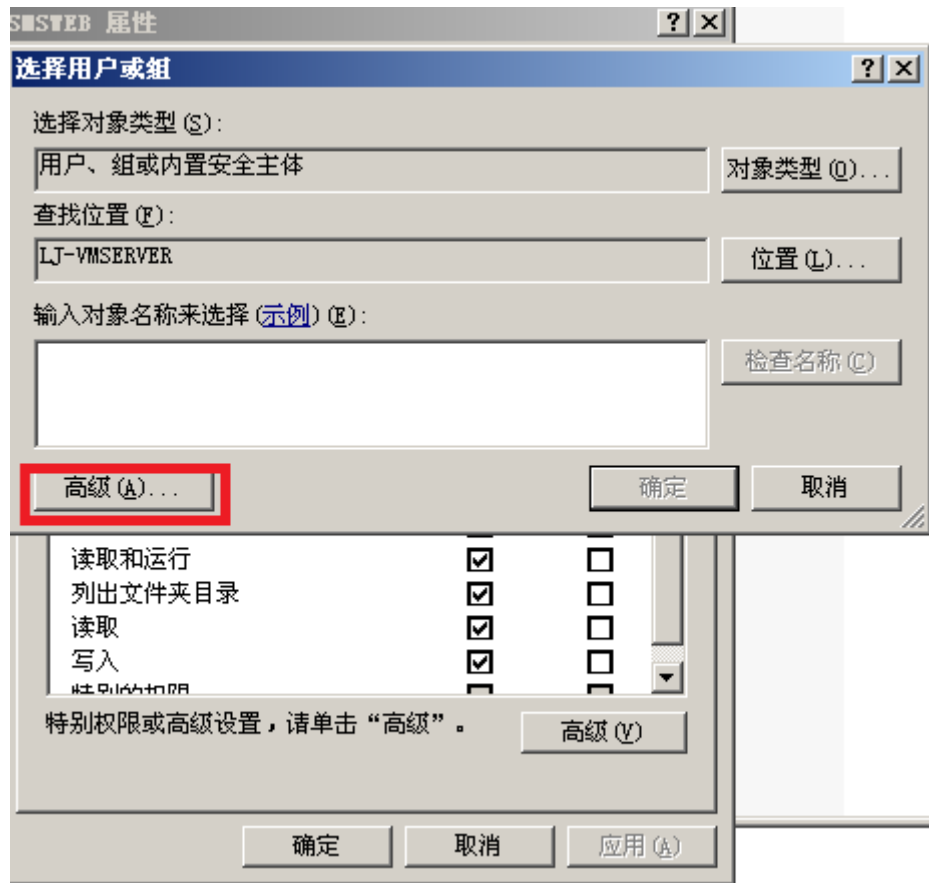 属性
选择用户或组
选择对象类型(S):
用户、组或内置安全主体
对象类型(O)...
查找位置(F):
LJ-VMSERVER
位置(L)...
输入对象名称来选择(示例)(E):
检查名称(C)
高级(A)...
确定
取消
读取和运行
列出文件夹目录
读取
写入
特别的权限
特别权限或高级设置，请单击“高级”。
高级(V)
确定
取消
应用(A)